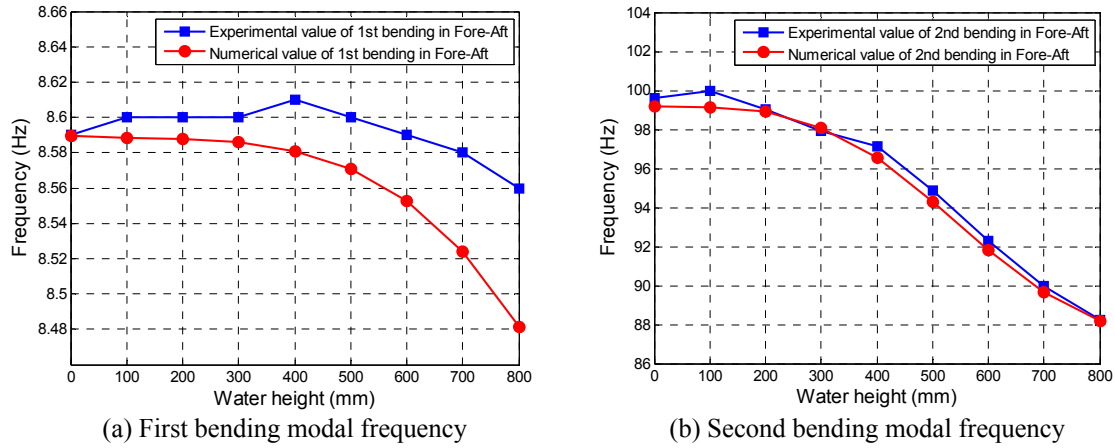 8.66
8.64
8.62
8.6
8.58
8.56
8.54
8.52
8.5
8.48
Frequency (Hz)
Experimental value of 1st bending in Fore-Aft
Numerical value of 1st bending in Fore-Aft
0 100 200 300 400 500 600 700 800
Water height (mm)
(a) First bending modal frequency
104
102
100
98
96
94
92
90
88
86
Frequency (Hz)
Experimental value of 2nd bending in Fore-Aft
Numerical value of 2nd bending in Fore-Aft
0 100 200 300 400 500 600 700 800
Water height (mm)
(b) Second bending modal frequency